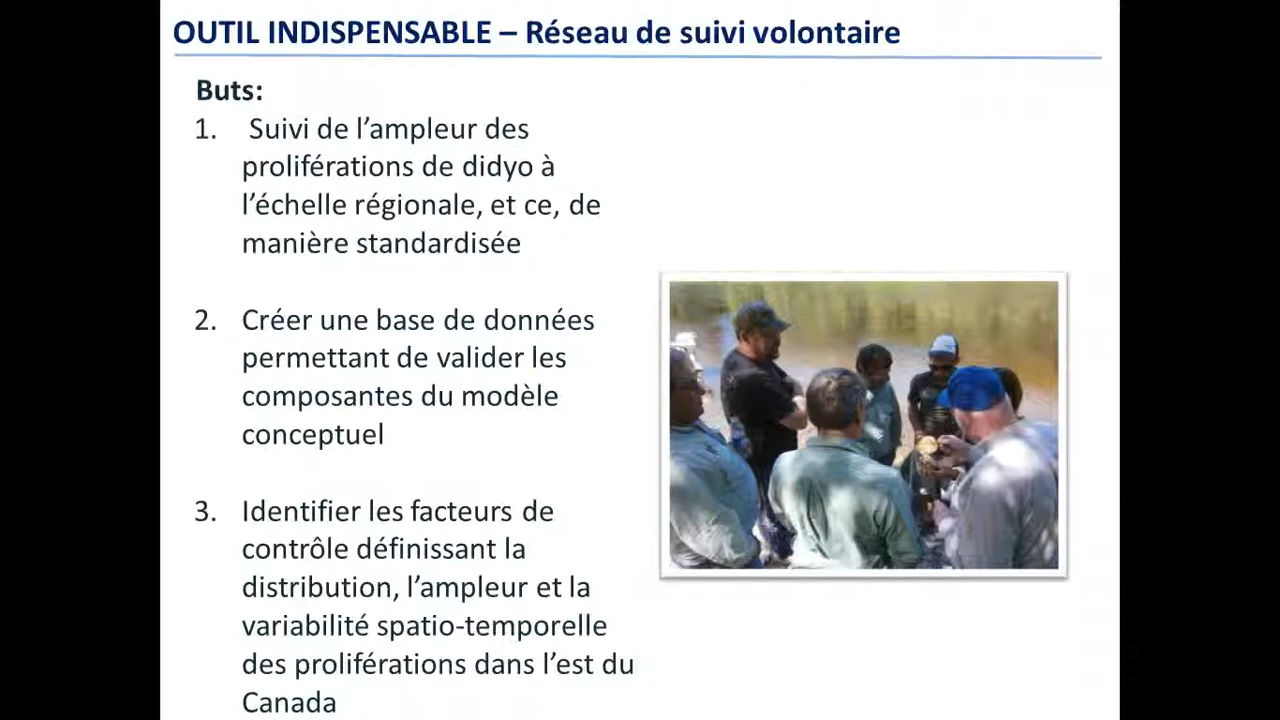 OUTIL INDISPENSABLE – Réseau de suivi volontaire
Buts:
1. Suivi de l’ampleur des
proliférations de didyo à
l’échelle régionale, et ce, de
manière standardisée
2. Créer une base de données
permettant de valider les
composantes du modèle
conceptuel
3. Identifier les facteurs de
contrôle définissant la
distribution, l’ampleur et la
variabilité spatio-temporelle
des proliférations dans l’est du
Canada